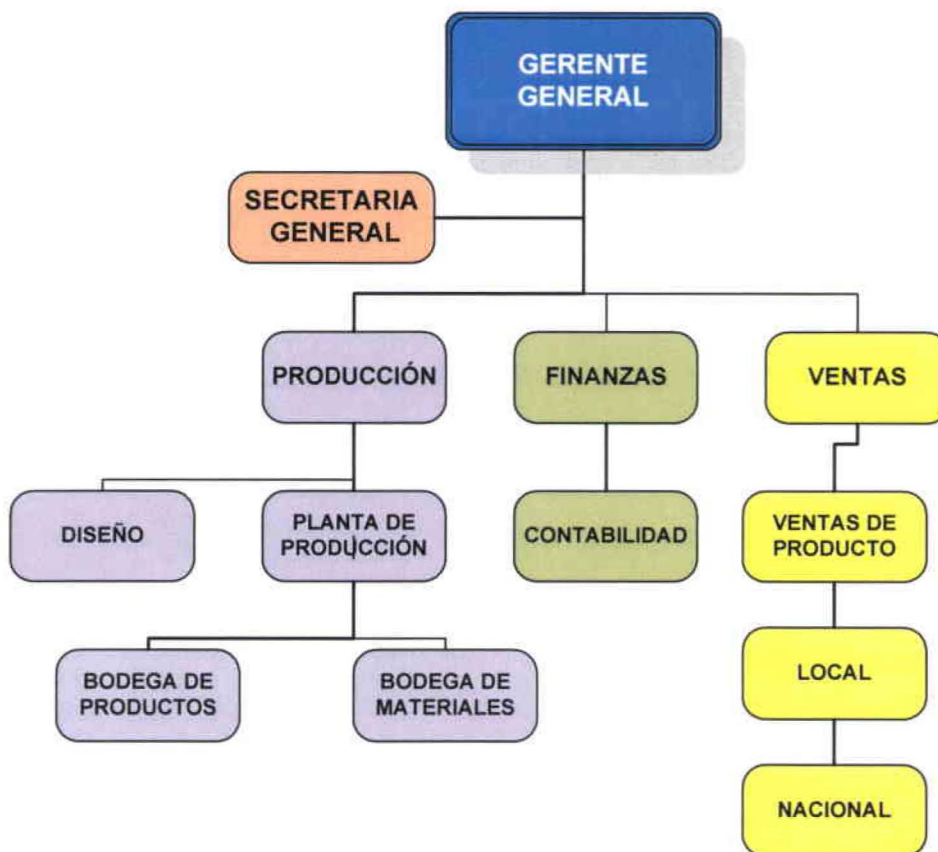 GERENTE
GENERAL
SECRETARIA
GENERAL
PRODUCCIÓN
FINANZAS
VENTAS
DISEÑO
PLANTA DE
PRODUCCIÓN
CONTABILIDAD
VENTAS DE
PRODUCTO
BODEGA DE
PRODUCTOS
BODEGA DE
MATERIALES
LOCAL
NACIONAL